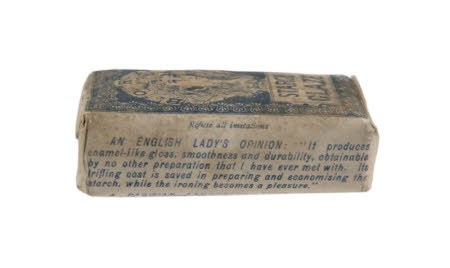 STARCH
GLAZE
Refuse all imitations
AN ENGLISH LADY'S OPINION: "It produces
enamel-like gloss, smoothness and durability, obtainable
by no other preparation that I have ever met with. Its
trifling cost is saved in preparing and economising the
starch, while the ironing becomes a pleasure."